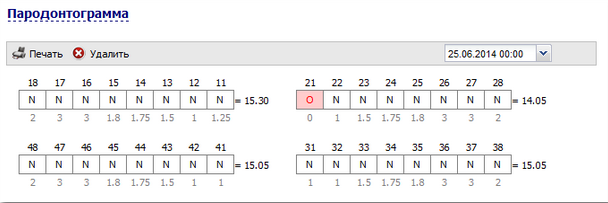 Пародонтограмма
Печать Удалить 25.06.2014 00:00
18 17 16 15 14 13 12 11 21 22 23 24 25 26 27 28
N N N N N N N N = 15.30 O N N N N N N N = 14.05
2 3 3 1.8 1.75 1.5 1 1.25 0 1 1.5 1.75 1.8 3 3 2
48 47 46 45 44 43 42 41 31 32 33 34 35 36 37 38
N N N N N N N N = 15.05 N N N N N N N N = 15.05
2 3 3 1.8 1.75 1.5 1 1 1 1 1.5 1.75 1.8 3 3 2